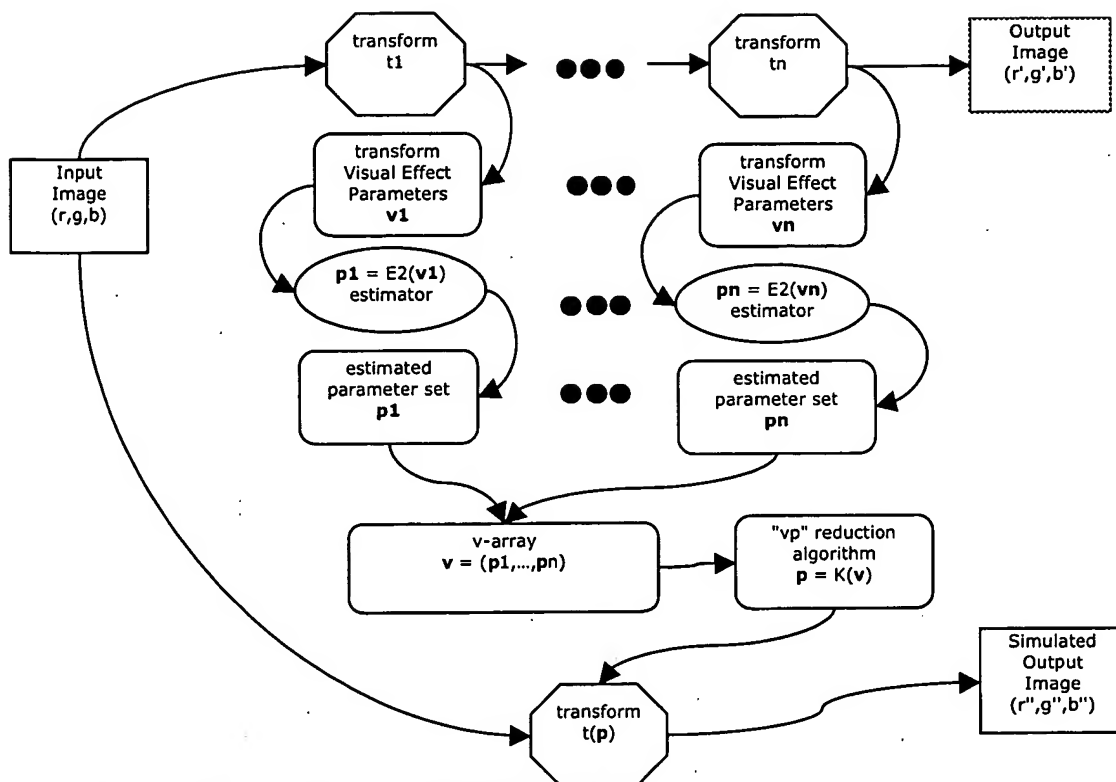 transform
t1
transform
tn
Output
Image
(r',g',b')
Input
Image
(r,g,b)
transform
Visual Effect
Parameters
v1
transform
Visual Effect
Parameters
vn
p1 = E2(v1)
estimator
pn = E2(vn)
estimator
estimated
parameter set
p1
estimated
parameter set
pn
v-array
v = (p1,...,pn)
"vp" reduction
algorithm
p = K(v)
transform
t(p)
Simulated
Output
Image
(r",g",b")